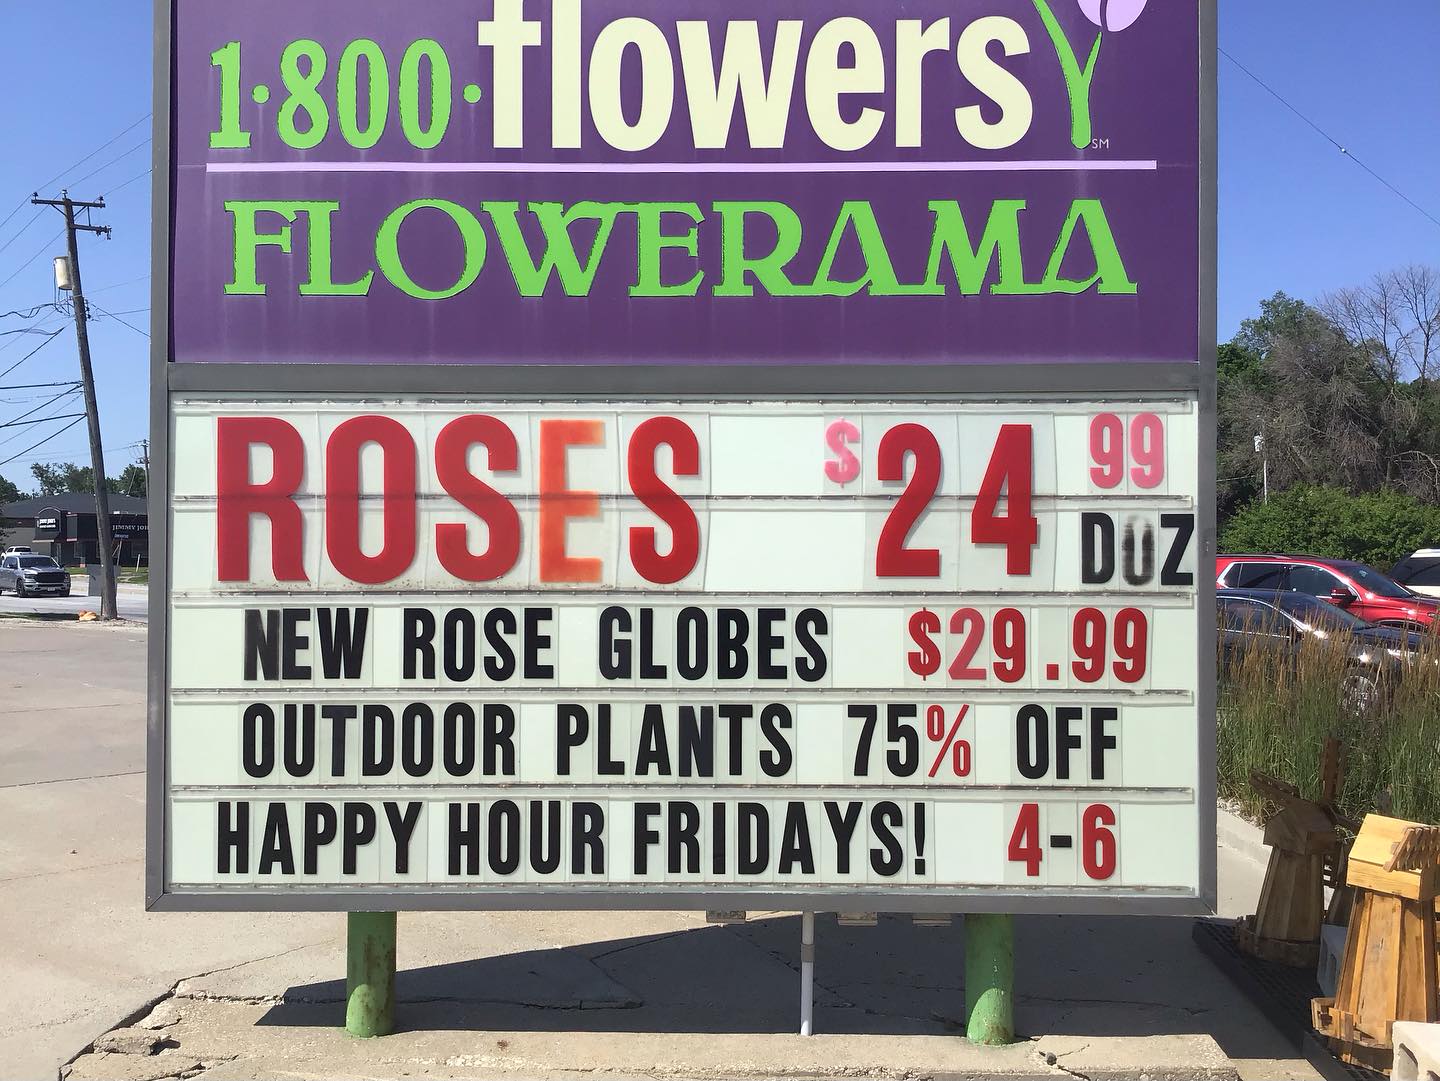 1·800·flowers SM
FLOWERAMA
ROSES $24 99 DOZ
NEW ROSE GLOBES $29.99
OUTDOOR PLANTS 75% OFF
HAPPY HOUR FRIDAYS! 4-6